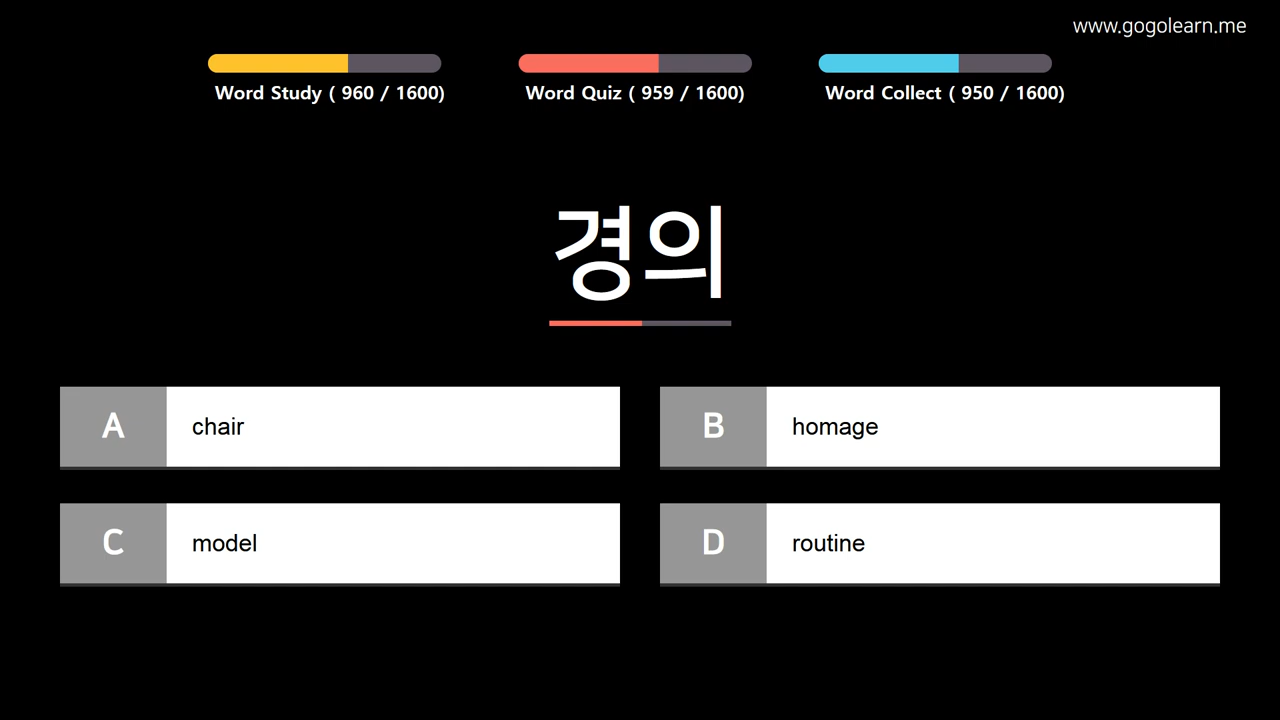 www.gogolearn.me
Word Study ( 960 / 1600)
Word Quiz ( 959 / 1600)
Word Collect ( 950 / 1600)
경의
A chair
B homage
C model
D routine